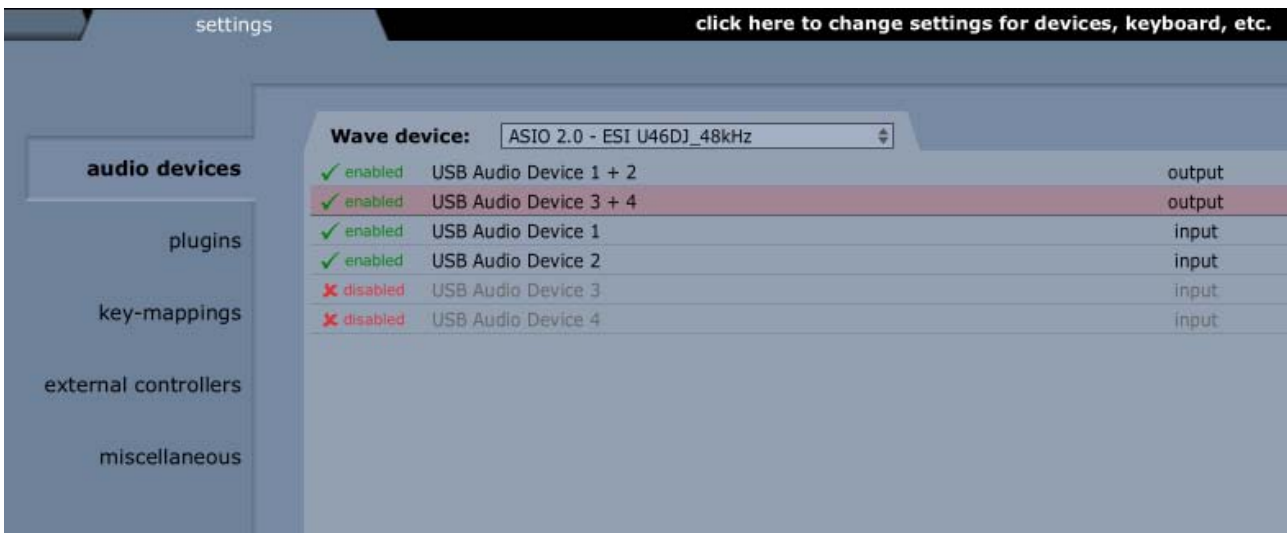 settings
click here to change settings for devices, keyboard, etc.
Wave device: ASIO 2.0 - ESI U46DJ_48kHz
audio devices
plugins
key-mappings
external controllers
miscellaneous
enabled USB Audio Device 1 + 2 output
enabled USB Audio Device 3 + 4 output
enabled USB Audio Device 1 input
enabled USB Audio Device 2 input
disabled USB Audio Device 3 input
disabled USB Audio Device 4 input